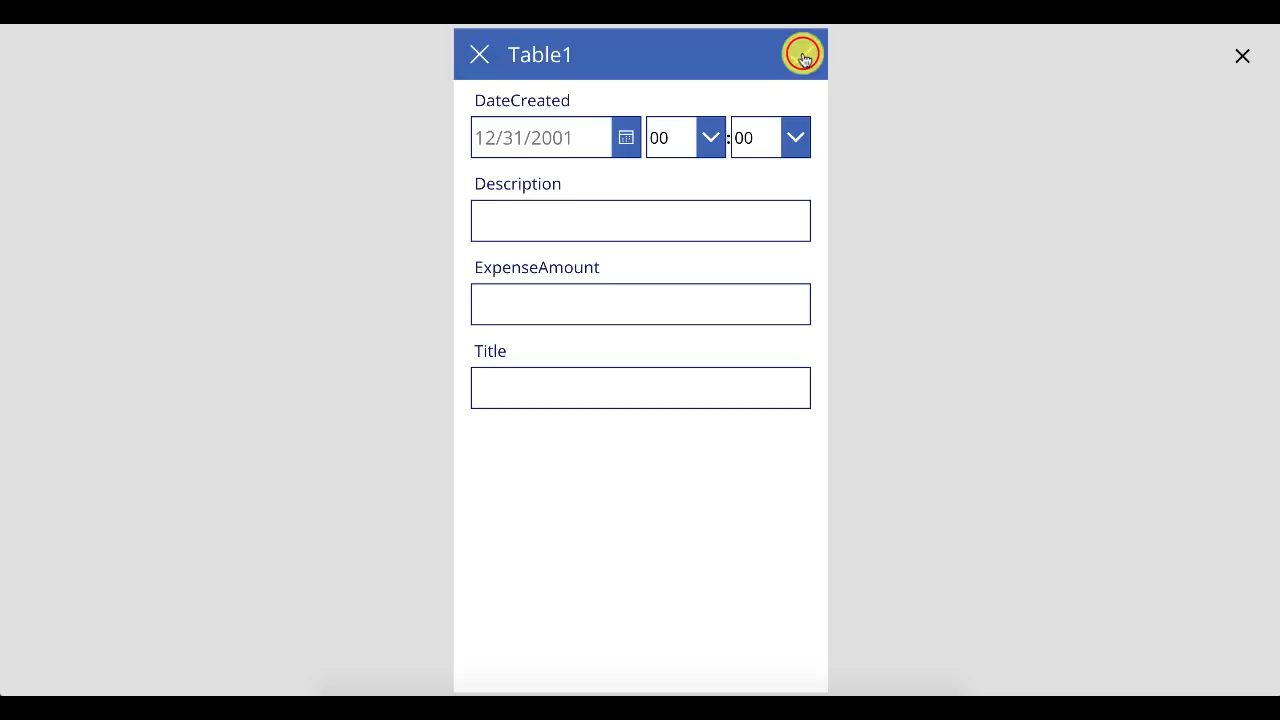 Table1
DateCreated
12/31/2001 00 : 00
Description
ExpenseAmount
Title